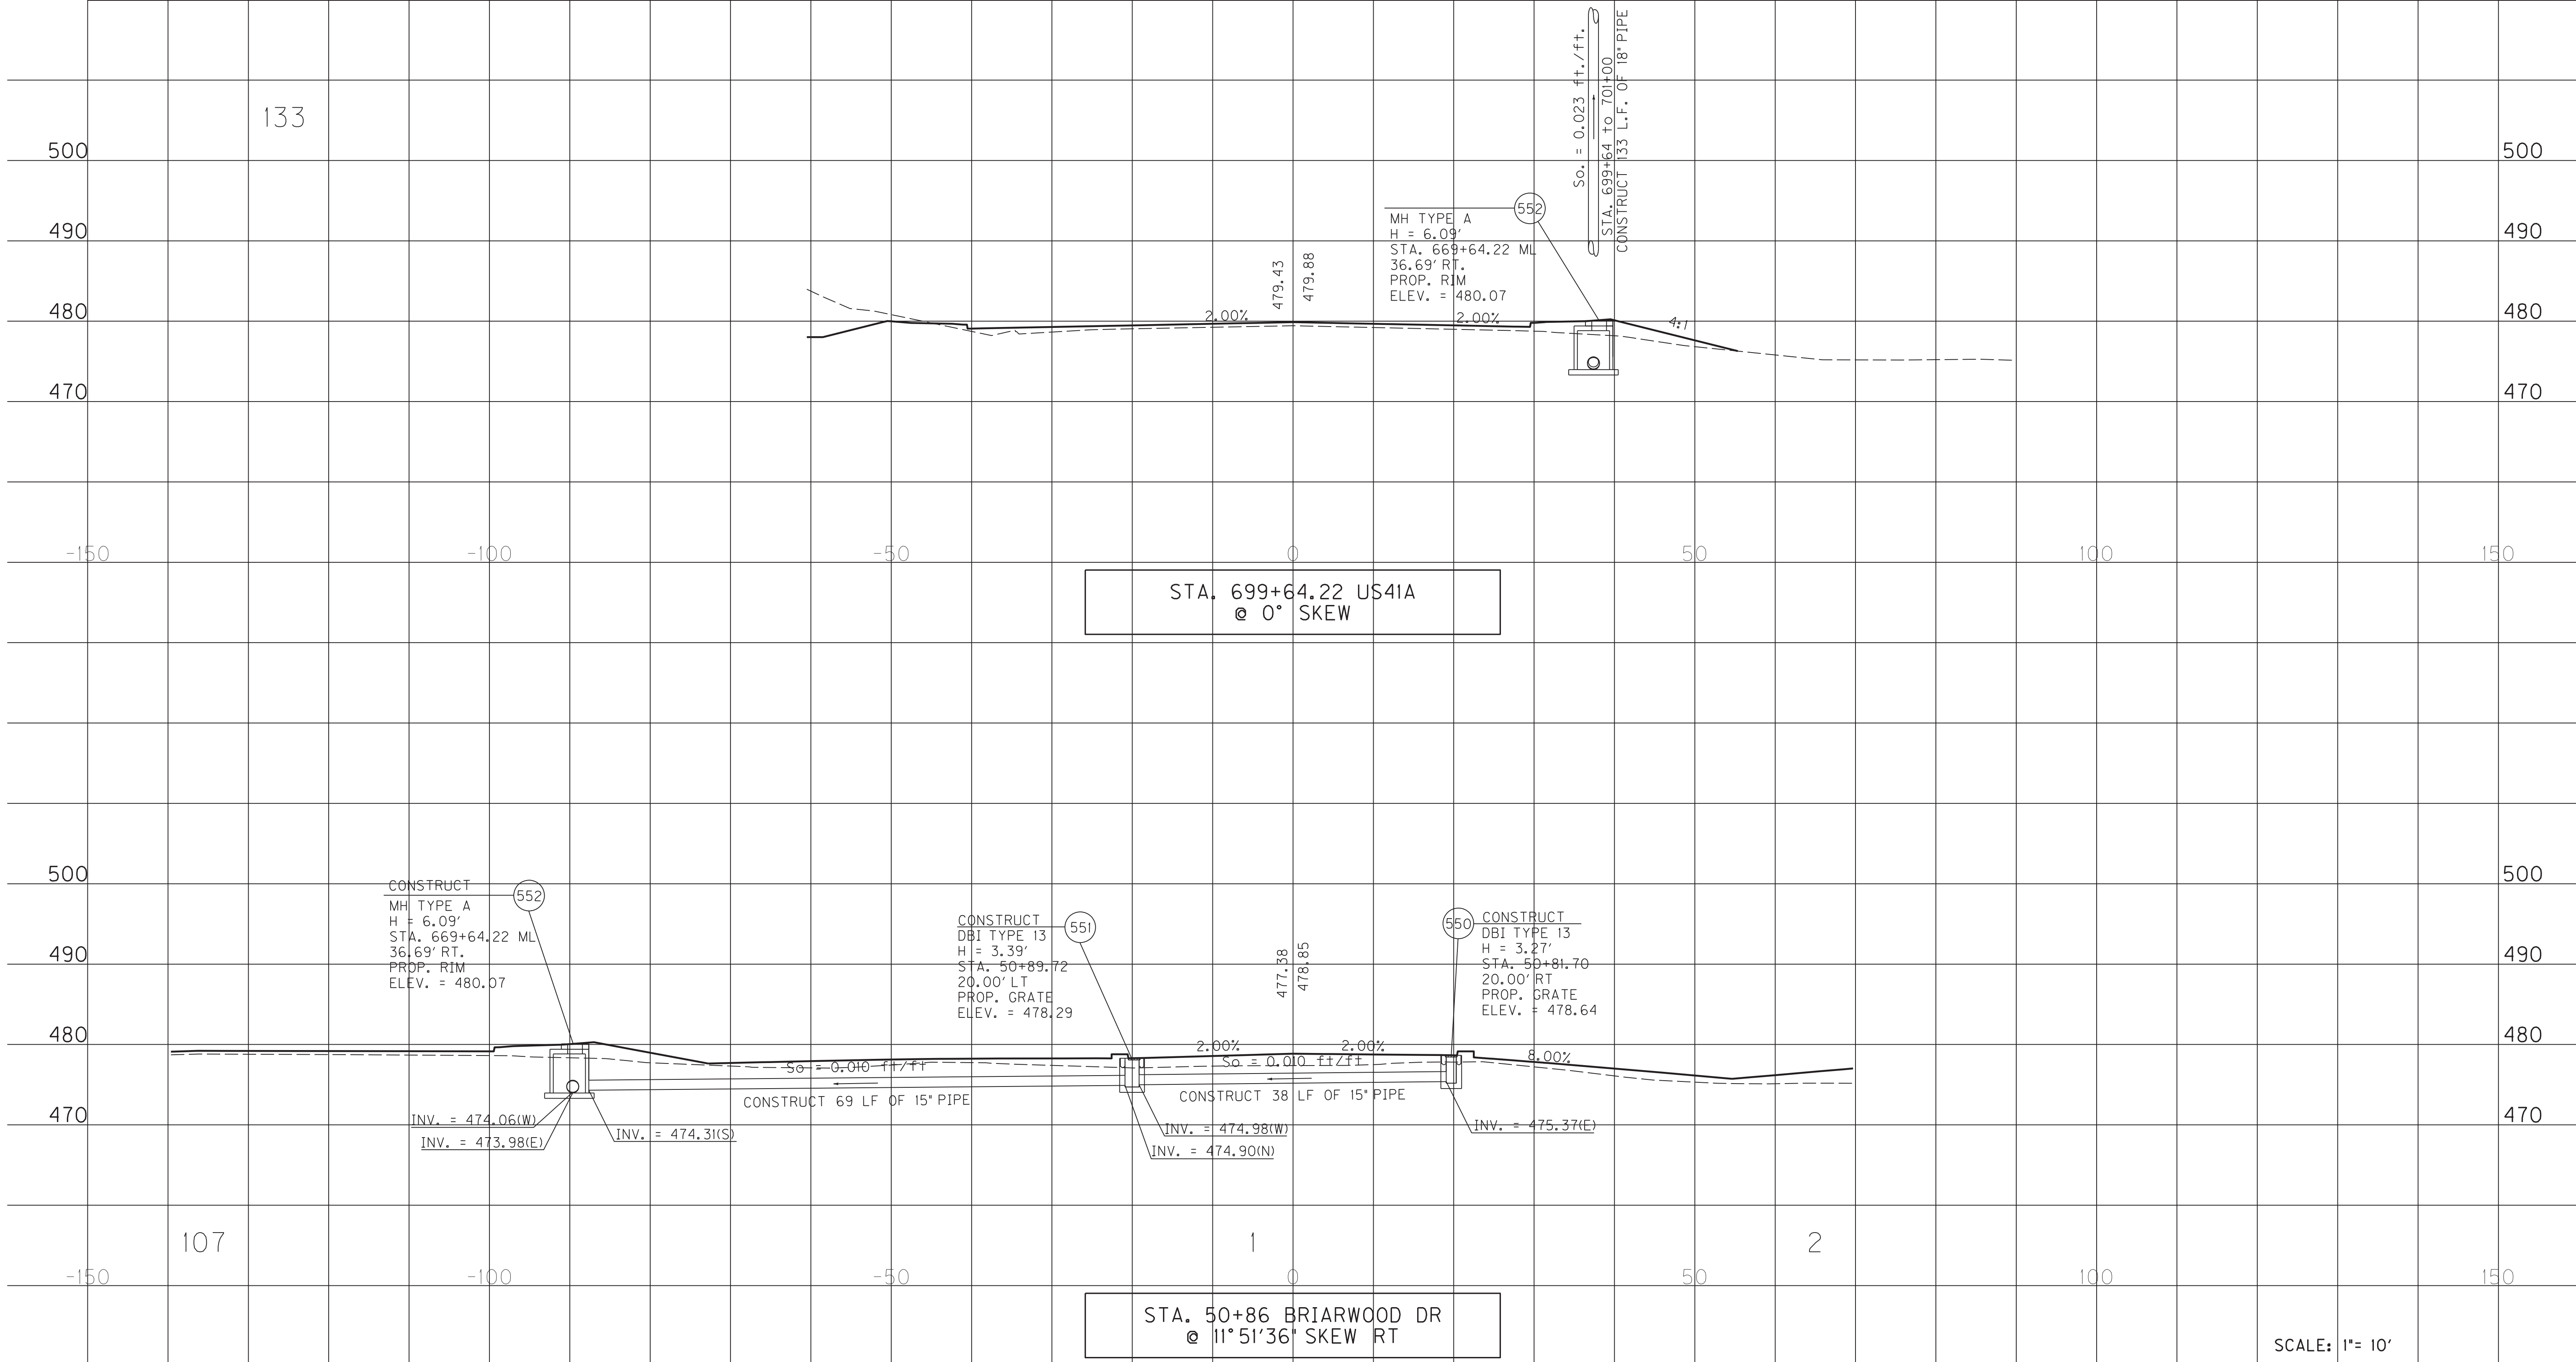 133
So. = 0.023 ft./ft.
STA. 699+64 to 701+00
CONSTRUCT 133 L.F. OF 18" PIPE
500
500
490
490
480
480
470
470
552
MH TYPE A
H = 6.09'
STA. 669+64.22 ML
36.69' RT.
PROP. RIM
ELEV. = 480.07
479.43
479.88
2.00%
2.00%
4:1
-150
-100
-50
0
50
100
150
STA. 699+64.22 US41A
@ 0° SKEW
500
500
490
490
480
480
470
470
CONSTRUCT
552
MH TYPE A
H = 6.09'
STA. 669+64.22 ML
36.69' RT.
PROP. RIM
ELEV. = 480.07
CONSTRUCT
551
DBI TYPE 13
H = 3.39'
STA. 50+89.72
20.00' LT
PROP. GRATE
ELEV. = 478.29
477.38
478.85
550
CONSTRUCT
DBI TYPE 13
H = 3.27'
STA. 50+81.70
20.00' RT
PROP. GRATE
ELEV. = 478.64
2.00%
2.00%
8.00%
So = 0.010 ft/ft
So = 0.010 ft/ft
CONSTRUCT 69 LF OF 15" PIPE
CONSTRUCT 38 LF OF 15" PIPE
INV. = 474.06(W)
INV. = 473.98(E)
INV. = 474.31(S)
INV. = 474.98(W)
INV. = 474.90(N)
INV. = 475.37(E)
107
1
2
-150
-100
-50
0
50
100
150
STA. 50+86 BRIARWOOD DR
@ 11°51'36" SKEW RT
SCALE: 1"= 10'